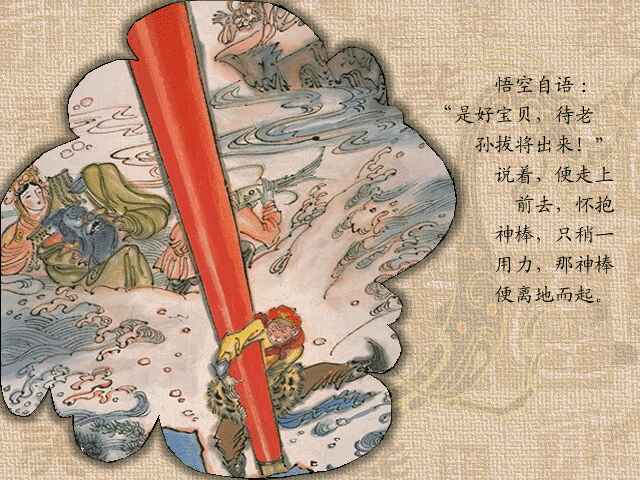 悟空自语：
“是好宝贝，待老
孙拔将出来！”
说着，便走上
前去，怀抱
神棒，只稍一
用力，那神棒
便离地而起。